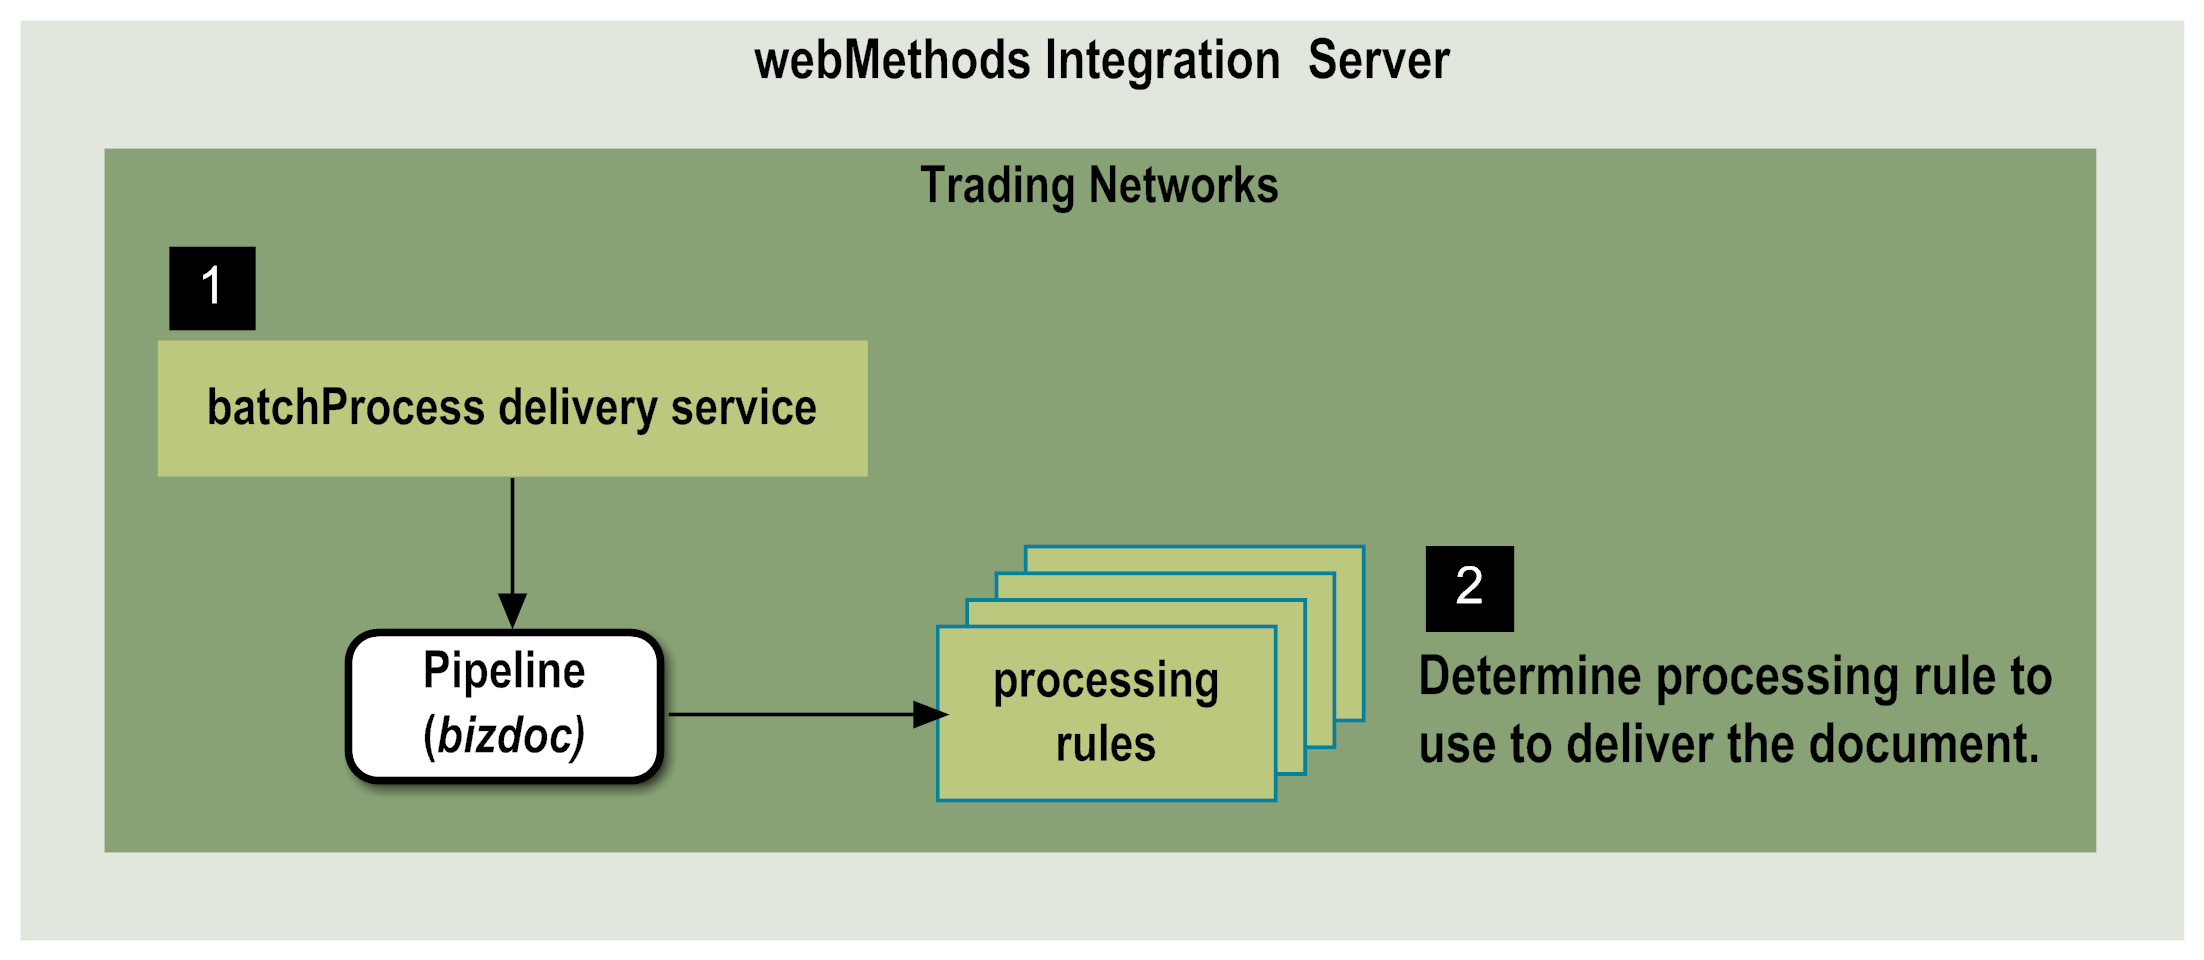 webMethods Integration Server
Trading Networks
1
batchProcess delivery service
Pipeline
(bizdoc)
processing
rules
2
Determine processing rule to
use to deliver the document.